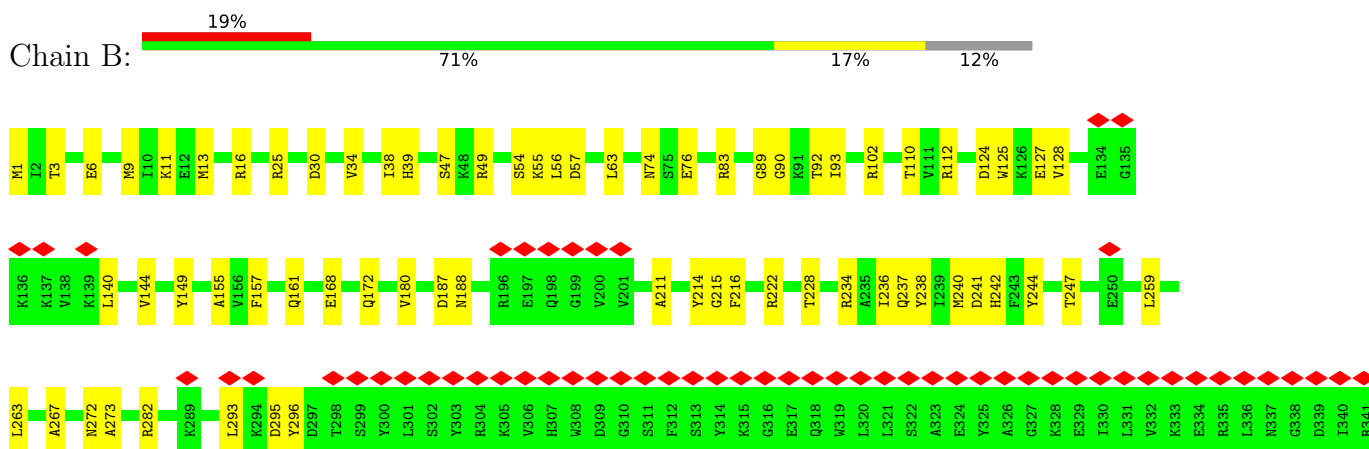 19%
Chain B:
71% 17% 12%
M1 I2 T3 E6 M9 I10 K11 E12 M13 R16 R25 D30 V34 I38 H39 S47 K48 R49 S54 K55 L56 D57 L63 N74 S75 E76 R83 G89 G90 K91 T92 I93 R102 T110 V111 R112 D124 W125 K126 E127 V128 E134 G135
K136 K137 V138 K139 L140 V144 Y149 A155 V156 F157 Q161 E168 Q172 V180 D187 N188 R196 E197 Q198 G199 V200 V201 A211 Y214 G215 F216 R222 T228 R234 A235 I236 Q237 Y238 I239 M240 D241 H242 F243 Y244 T247 E250 L259
L263 A267 N272 A273 R282 K289 L293 K294 D295 Y296 D297 T298 S299 Y300 L301 S302 Y303 R304 K305 V306 H307 W308 D309 G310 S311 F312 S313 Y314 K315 G316 E317 Q318 W319 L320 L321 S322 A323 E324 Y325 A326 G327 K328 E329 I330 L331 V332 K333 E334 R335 L336 N337 G338 D339 I340 R341